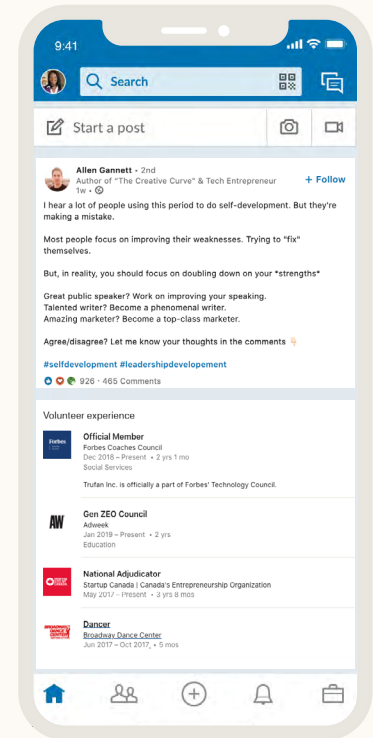 9:41
Search
Start a post
Allen Gannett • 2nd
Author of "The Creative Curve" & Tech Entrepreneur
+ Follow
1w •
I hear a lot of people using this period to do self-development. But they're
making a mistake.
Most people focus on improving their weaknesses. Trying to "fix"
themselves.
But, in reality, you should focus on doubling down on your *strengths*
Great public speaker? Work on improving your speaking.
Talented writer? Become a phenomenal writer.
Amazing marketer? Become a top-class marketer.
Agree/disagree? Let me know your thoughts in the comments 👇🏻
#selfdevelopment #leadershipdevelopement
926 · 465 Comments
Volunteer experience
Forbes
Official Member
Forbes Coaches Council
Dec 2018 – Present • 2 yrs 1 mo
Social Services
Trufan Inc. is officially a part of Forbes' Technology Council.
AW
Gen ZEO Council
Adweek
Jan 2019 – Present • 2 yrs
Education
STARTUP
CANADA
National Adjudicator
Startup Canada | Canada's Entrepreneurship Organization
May 2017 – Present • 3 yrs 8 mos
BROADWAY
DANCE
CENTER
Dancer
Broadway Dance Center
Jun 2017 – Oct 2017 • 5 mos